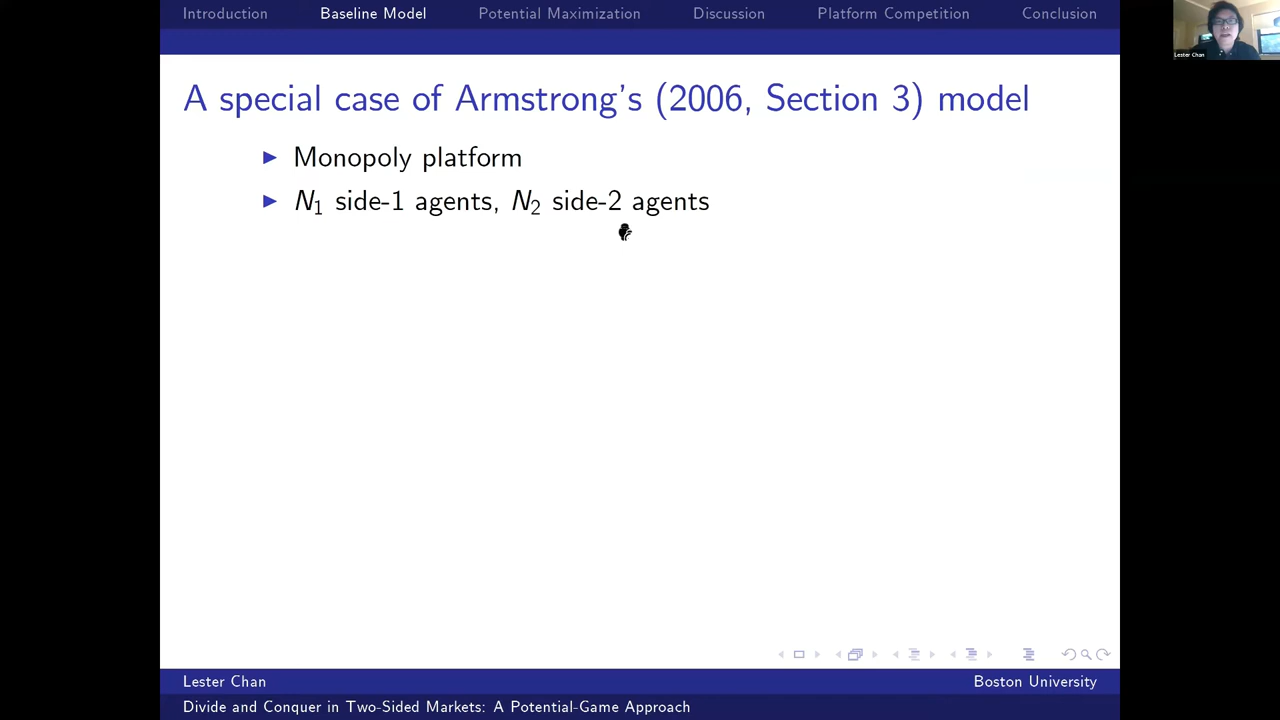 Introduction Baseline Model Potential Maximization Discussion Platform Competition Conclusion
Lester Chan
A special case of Armstrong's (2006, Section 3) model
Monopoly platform
N₁ side-1 agents, N₂ side-2 agents
Lester Chan Boston University
Divide and Conquer in Two-Sided Markets: A Potential-Game Approach